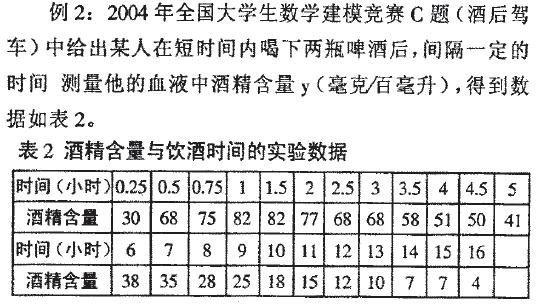 例2：2004年全国大学生数学建模竞赛C题（酒后驾
车）中给出某人在短时间内喝下两瓶啤酒后，间隔一定的
时间 测量他的血液中酒精含量y（毫克/百毫升），得到数
据如表2。
表2 酒精含量与饮酒时间的实验数据
时间（小时） 0.25 0.5 0.75 1 1.5 2 2.5 3 3.5 4 4.5 5
酒精含量 30 68 75 82 82 77 68 68 58 51 50 41
时间（小时） 6 7 8 9 10 11 12 13 14 15 16
酒精含量 38 35 28 25 18 15 12 10 7 7 4